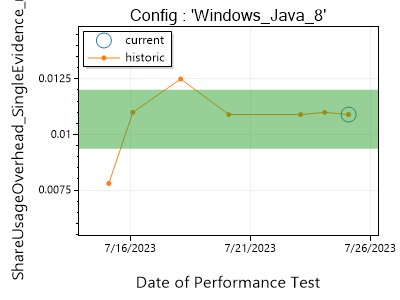 Config : 'Windows_Java_8'
current
historic
0.0125
0.01
0.0075
7/16/2023
7/21/2023
7/26/2023
Date of Performance Test
ShareUsageOverhead_SingleEvidence_